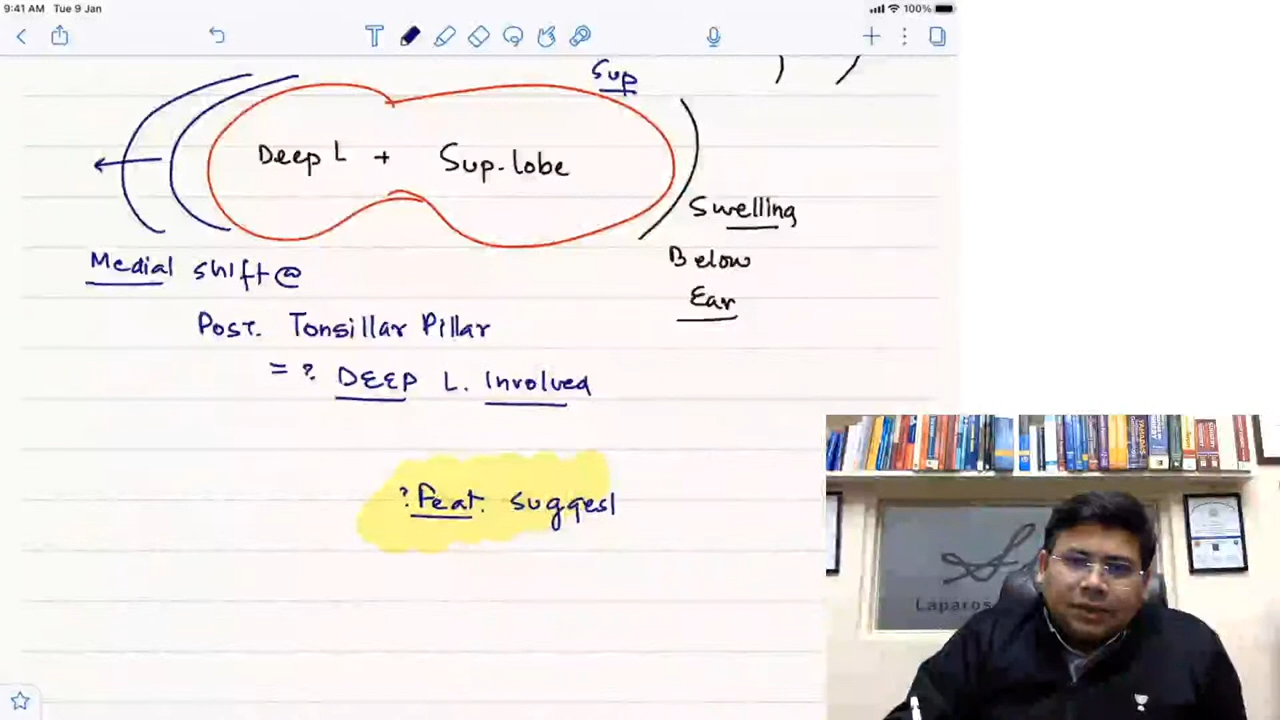 9:41 AM Tue 9 Jan
100%
Sup
Deep L + Sup. lobe
Swelling
Below
Ear
Medial shift@
Post. Tonsillar Pillar
= ? DEEP L. Involved
? Feat. suggest
Laparos